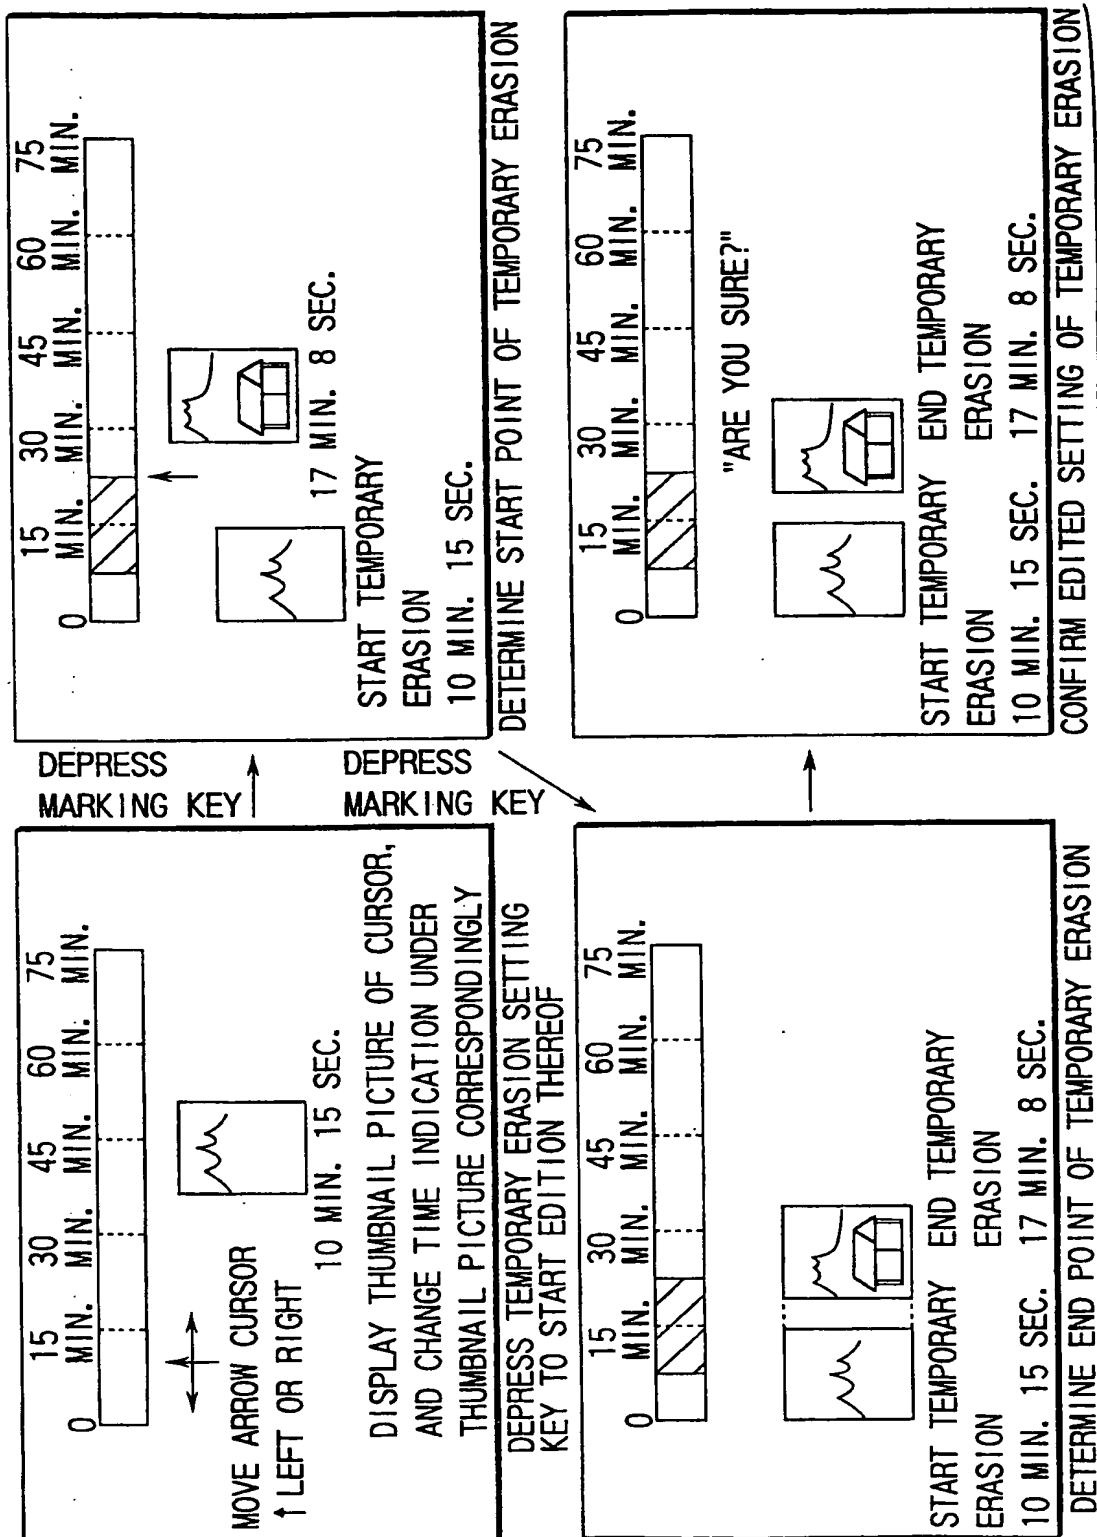 0
15 30 45 60 75
MIN. MIN. MIN. MIN. MIN.
MOVE ARROW CURSOR
↑ LEFT OR RIGHT
10 MIN. 15 SEC.
DISPLAY THUMBNAIL PICTURE OF CURSOR,
AND CHANGE TIME INDICATION UNDER
THUMBNAIL PICTURE CORRESPONDINGLY
DEPRESS TEMPORARY ERASION SETTING
KEY TO START EDITION THEREOF
DEPRESS
MARKING KEY
0
15 30 45 60 75
MIN. MIN. MIN. MIN. MIN.
17 MIN. 8 SEC.
START TEMPORARY
ERASION
10 MIN. 15 SEC.
DETERMINE START POINT OF TEMPORARY ERASION
DEPRESS
MARKING KEY
0
15 30 45 60 75
MIN. MIN. MIN. MIN. MIN.
START TEMPORARY END TEMPORARY
ERASION ERASION
10 MIN. 15 SEC. 17 MIN. 8 SEC.
DETERMINE END POINT OF TEMPORARY ERASION
0
15 30 45 60 75
MIN. MIN. MIN. MIN. MIN.
"ARE YOU SURE?"
START TEMPORARY END TEMPORARY
ERASION ERASION
10 MIN. 15 SEC. 17 MIN. 8 SEC.
CONFIRM EDITED SETTING OF TEMPORARY ERASION